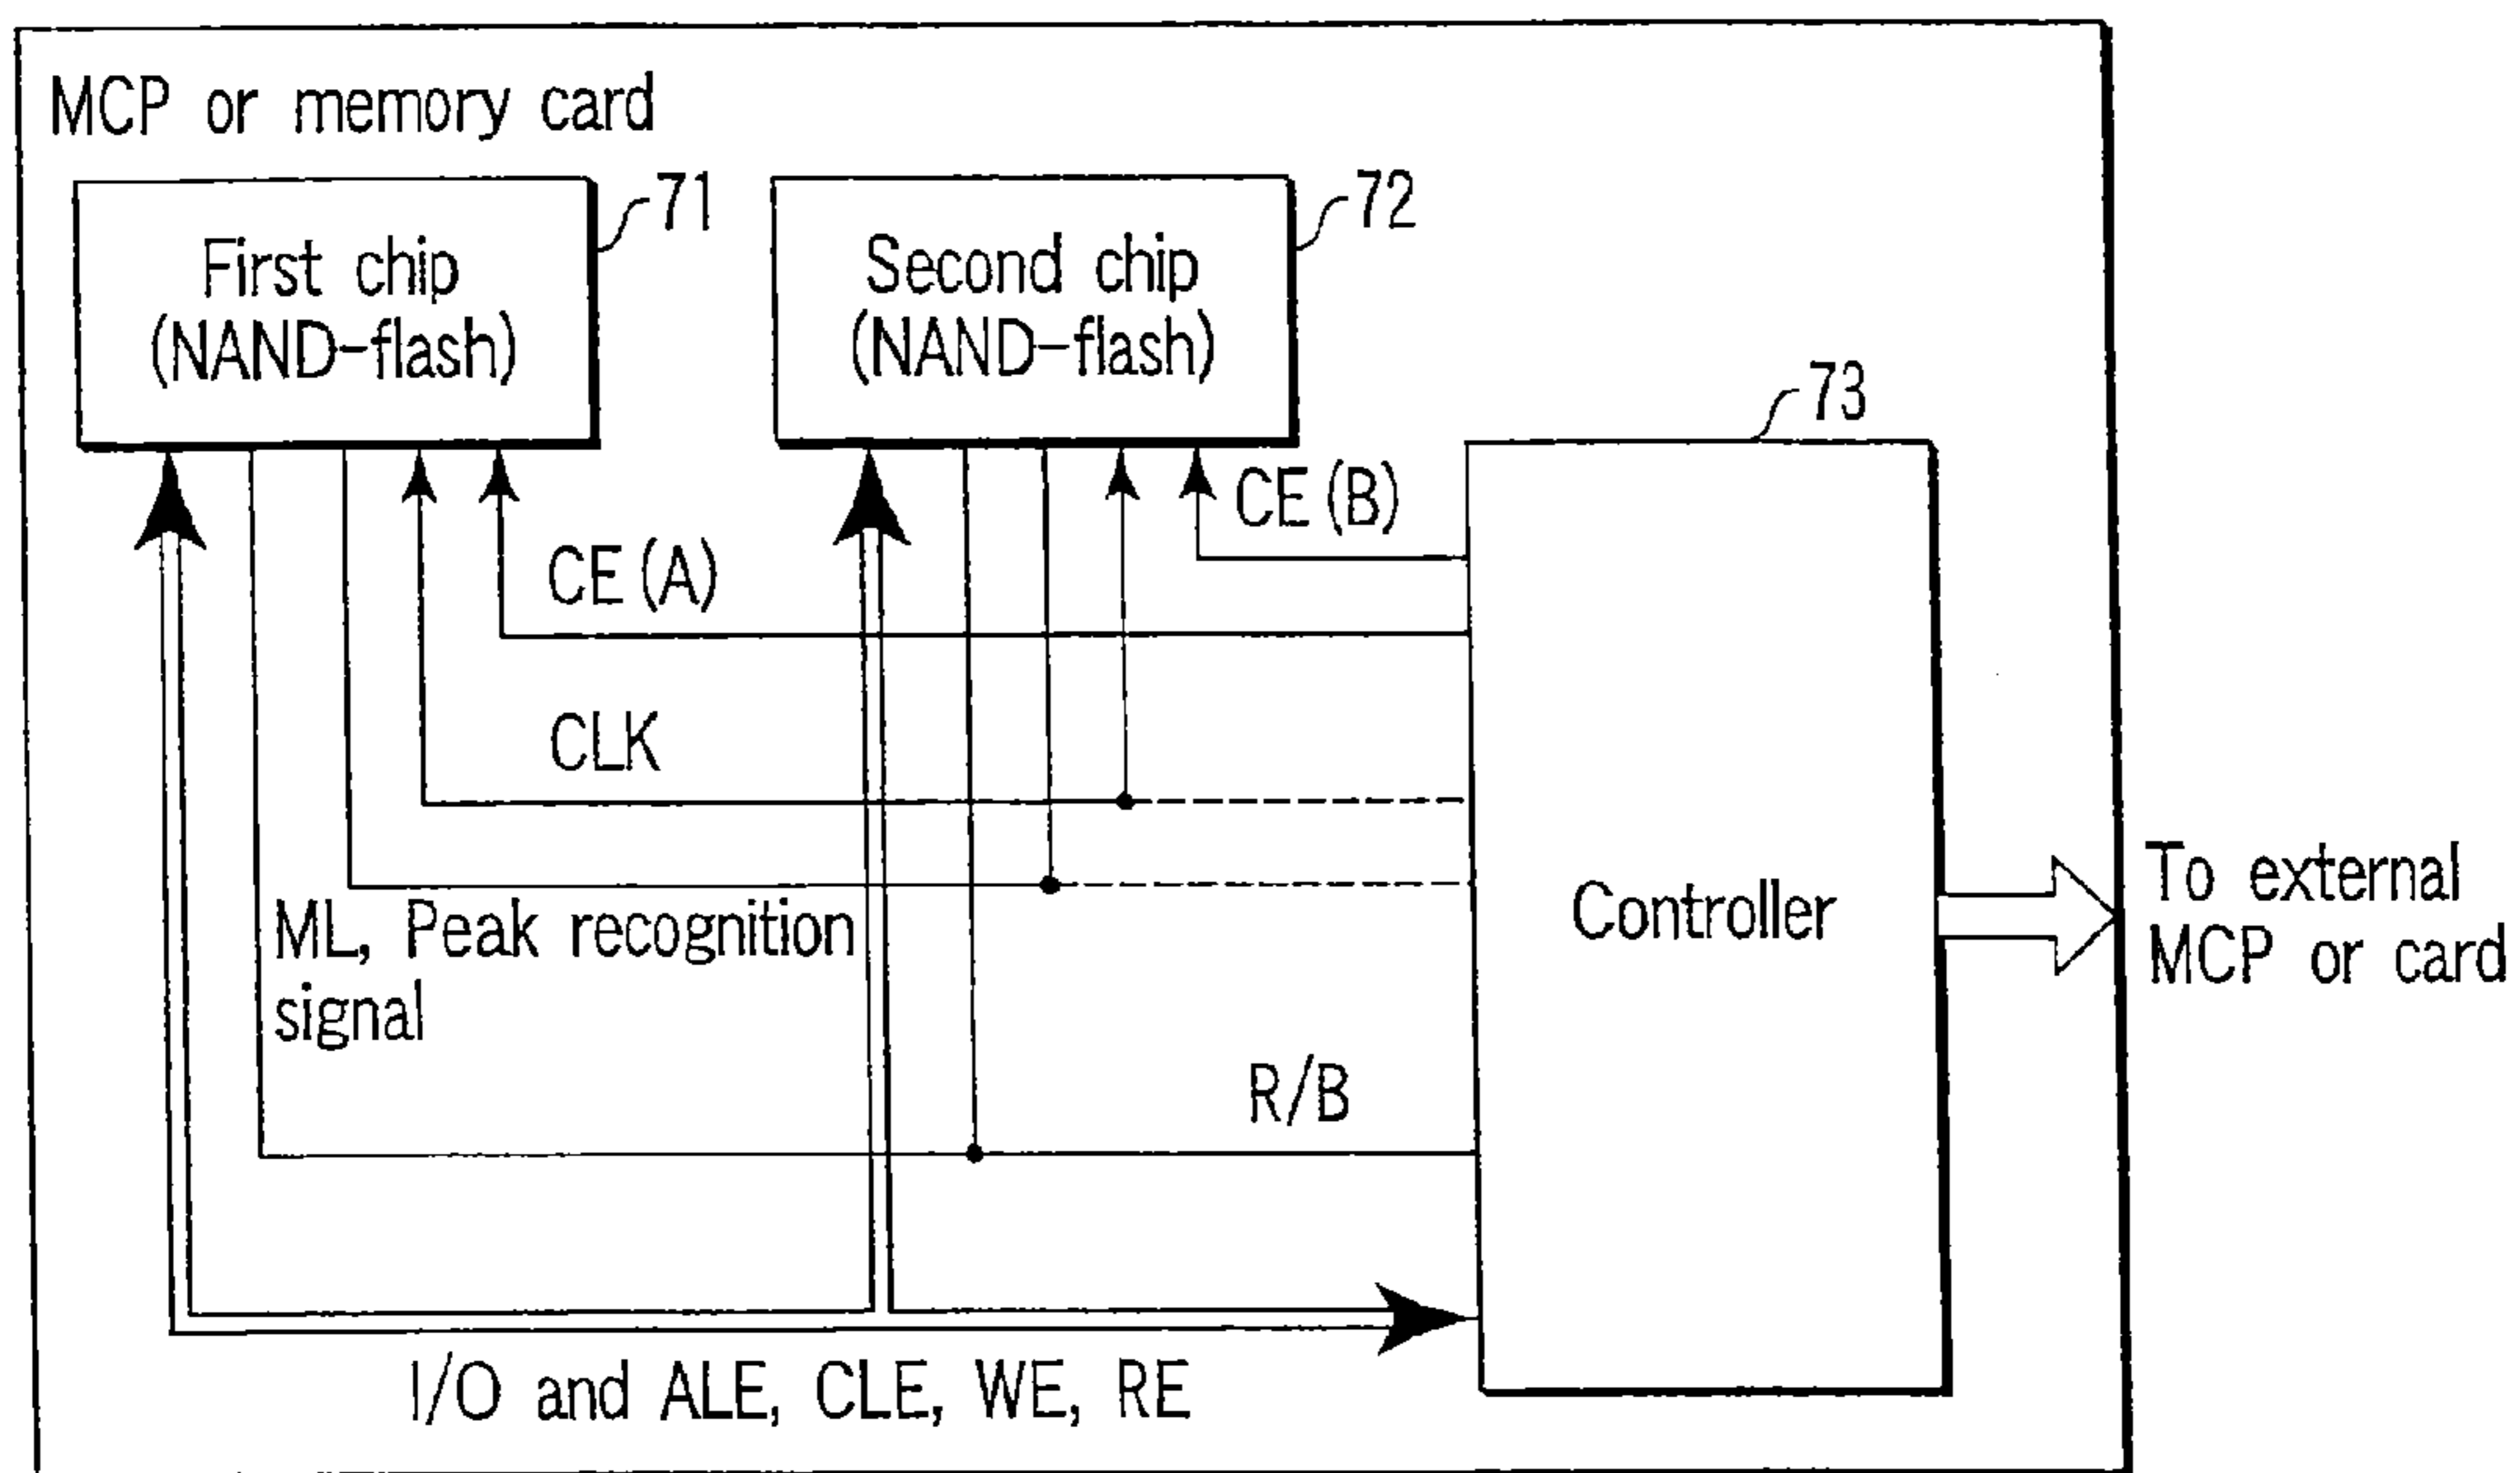 MCP or memory card
71
First chip
(NAND-flash)
72
Second chip
(NAND-flash)
73
CE(B)
CE(A)
CLK
Controller
To external
MCP or card
ML, Peak recognition
signal
R/B
I/O and ALE, CLE, WE, RE